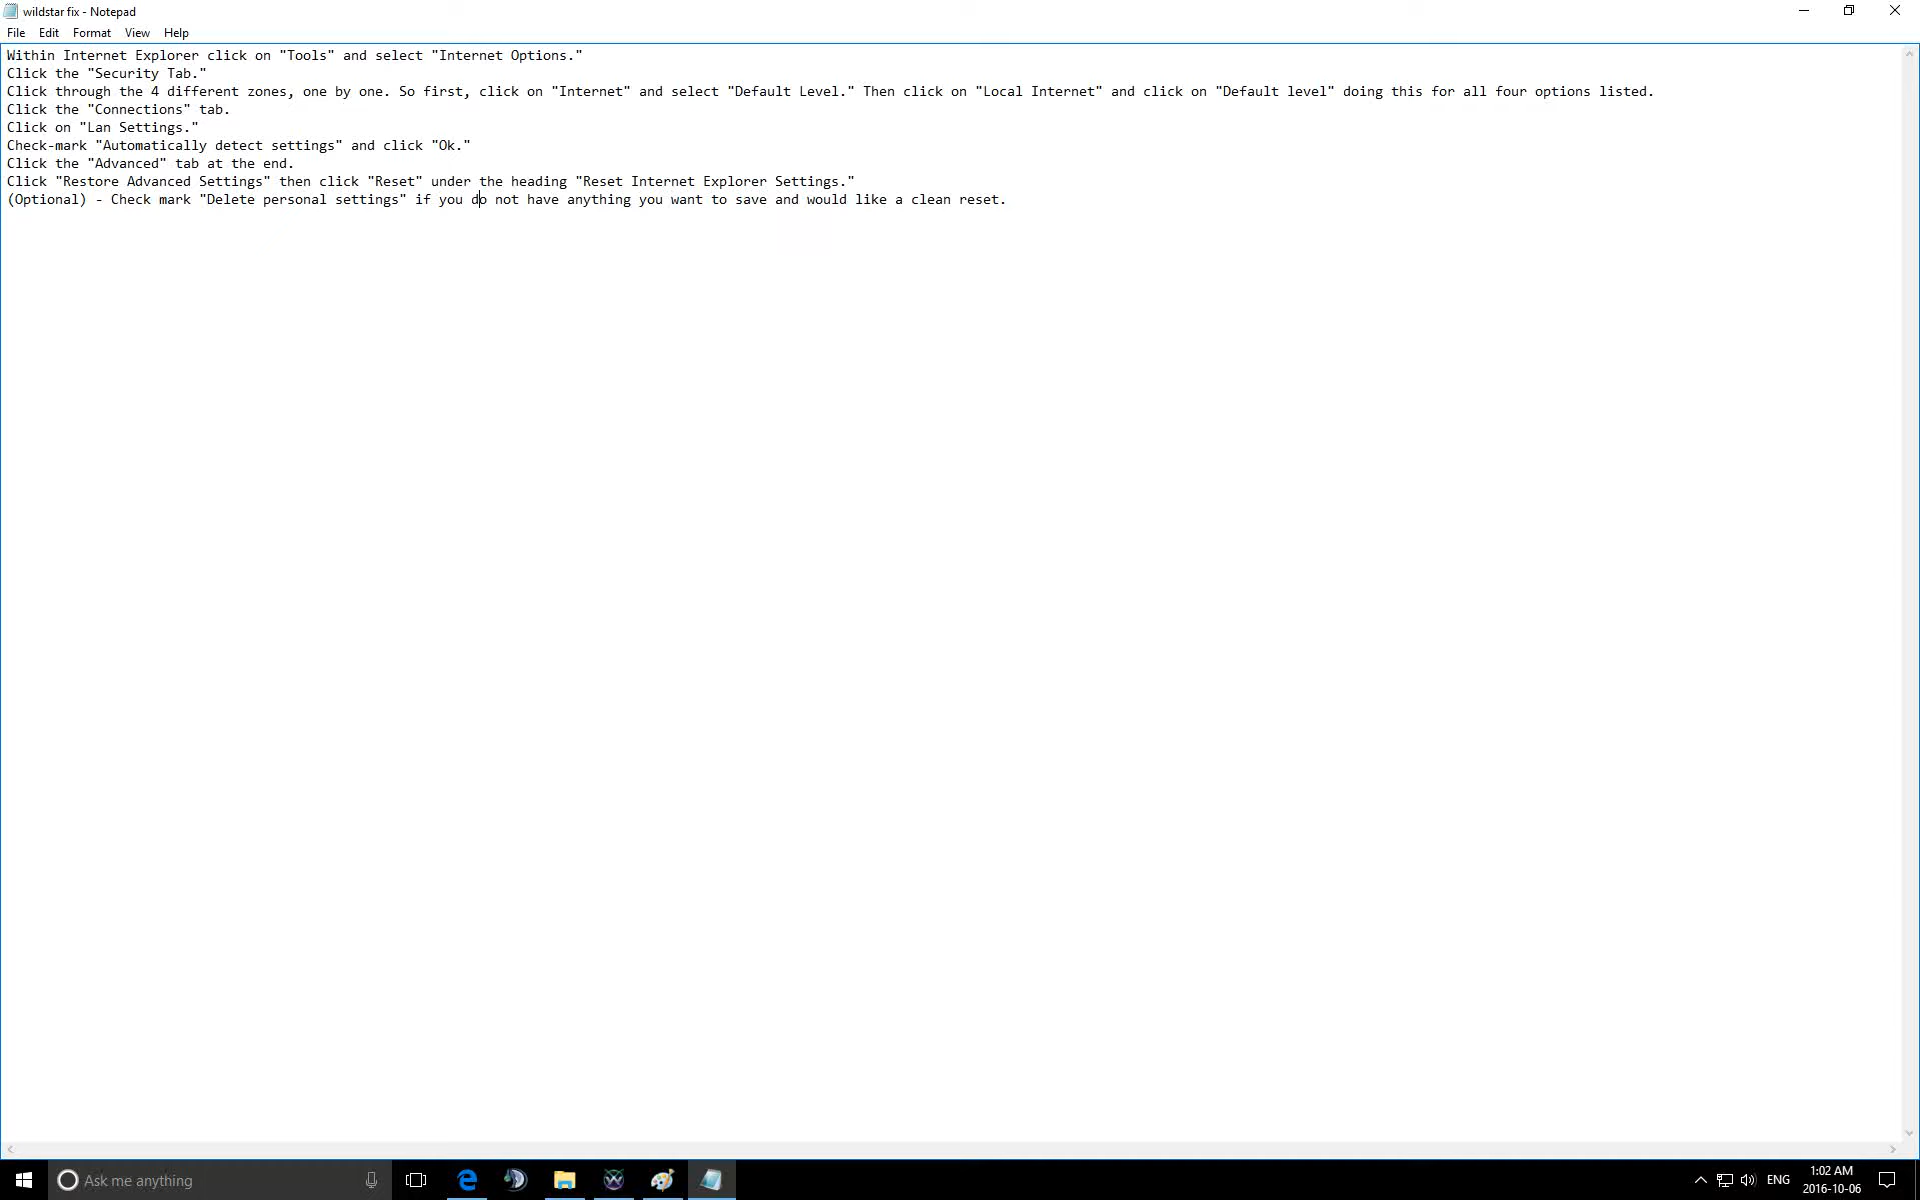 wildstar fix - Notepad
File Edit Format View Help
Within Internet Explorer click on "Tools" and select "Internet Options."
Click the "Security Tab."
Click through the 4 different zones, one by one. So first, click on "Internet" and select "Default Level." Then click on "Local Internet" and click on "Default level" doing this for all four options listed.
Click the "Connections" tab.
Click on "Lan Settings."
Check-mark "Automatically detect settings" and click "Ok."
Click the "Advanced" tab at the end.
Click "Restore Advanced Settings" then click "Reset" under the heading "Reset Internet Explorer Settings."
(Optional) - Check mark "Delete personal settings" if you do not have anything you want to save and would like a clean reset.
Ask me anything
ENG
1:02 AM
2016-10-06